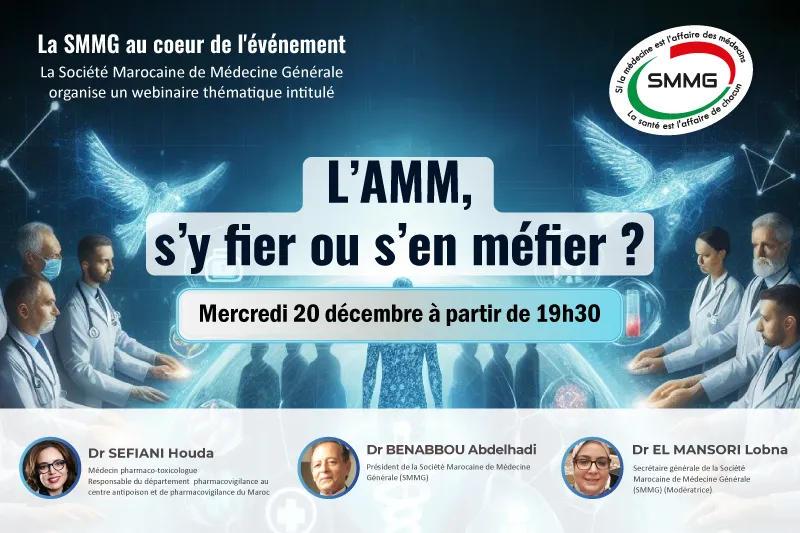 La SMMG au coeur de l'événement
La Société Marocaine de Médecine Générale
organise un webinaire thématique intitulé
Si la médecine est l'affaire des médecins
SMMG
La santé est l'affaire de chacun
L'AMM,
s'y fier ou s'en méfier ?
Mercredi 20 décembre à partir de 19h30
Dr SEFIANI Houda
Médecin pharmaco-toxicologue
Responsable du département pharmacovigilance au
centre antipoison et de pharmacovigilance du Maroc
Dr BENABBOU Abdelhadi
Président de la Société Marocaine de Médecine
Générale (SMMG)
Dr EL MANSORI Lobna
Secrétaire générale de la Société
Marocaine de Médecine Générale
(SMMG) (Modératrice)